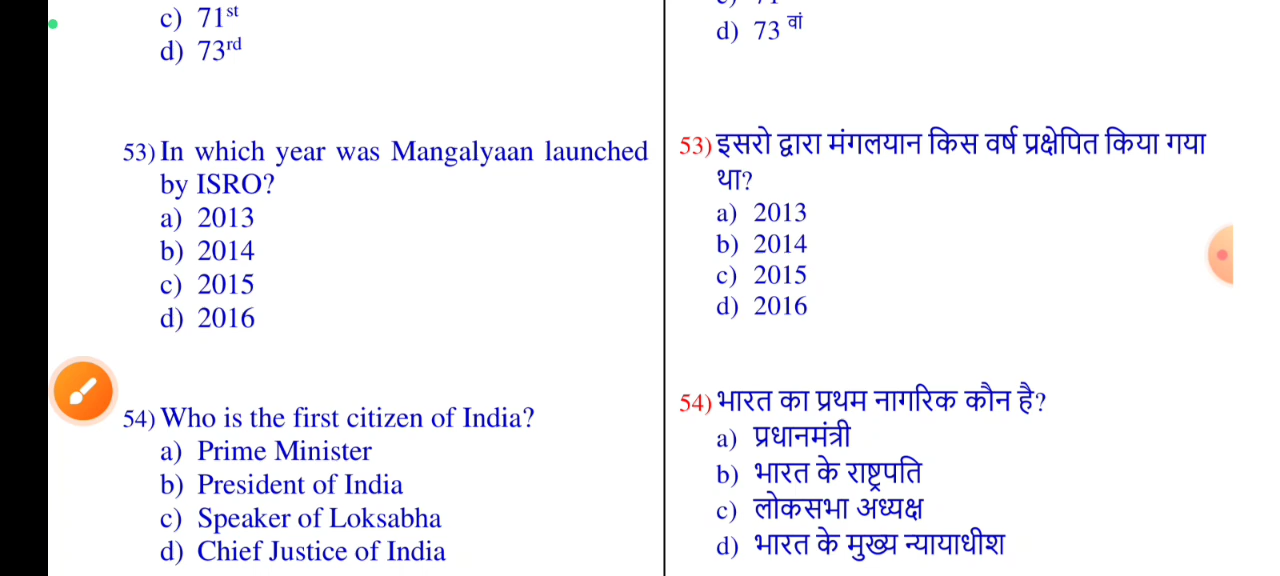 c) 71st
d) 73rd
53) In which year was Mangalyaan launched
by ISRO?
a) 2013
b) 2014
c) 2015
d) 2016
54) Who is the first citizen of India?
a) Prime Minister
b) President of India
c) Speaker of Loksabha
d) Chief Justice of India
d) 73 वां
53) इसरो द्वारा मंगलयान किस वर्ष प्रक्षेपित किया गया
था?
a) 2013
b) 2014
c) 2015
d) 2016
54) भारत का प्रथम नागरिक कौन है?
a) प्रधानमंत्री
b) भारत के राष्ट्रपति
c) लोकसभा अध्यक्ष
d) भारत के मुख्य न्यायाधीश